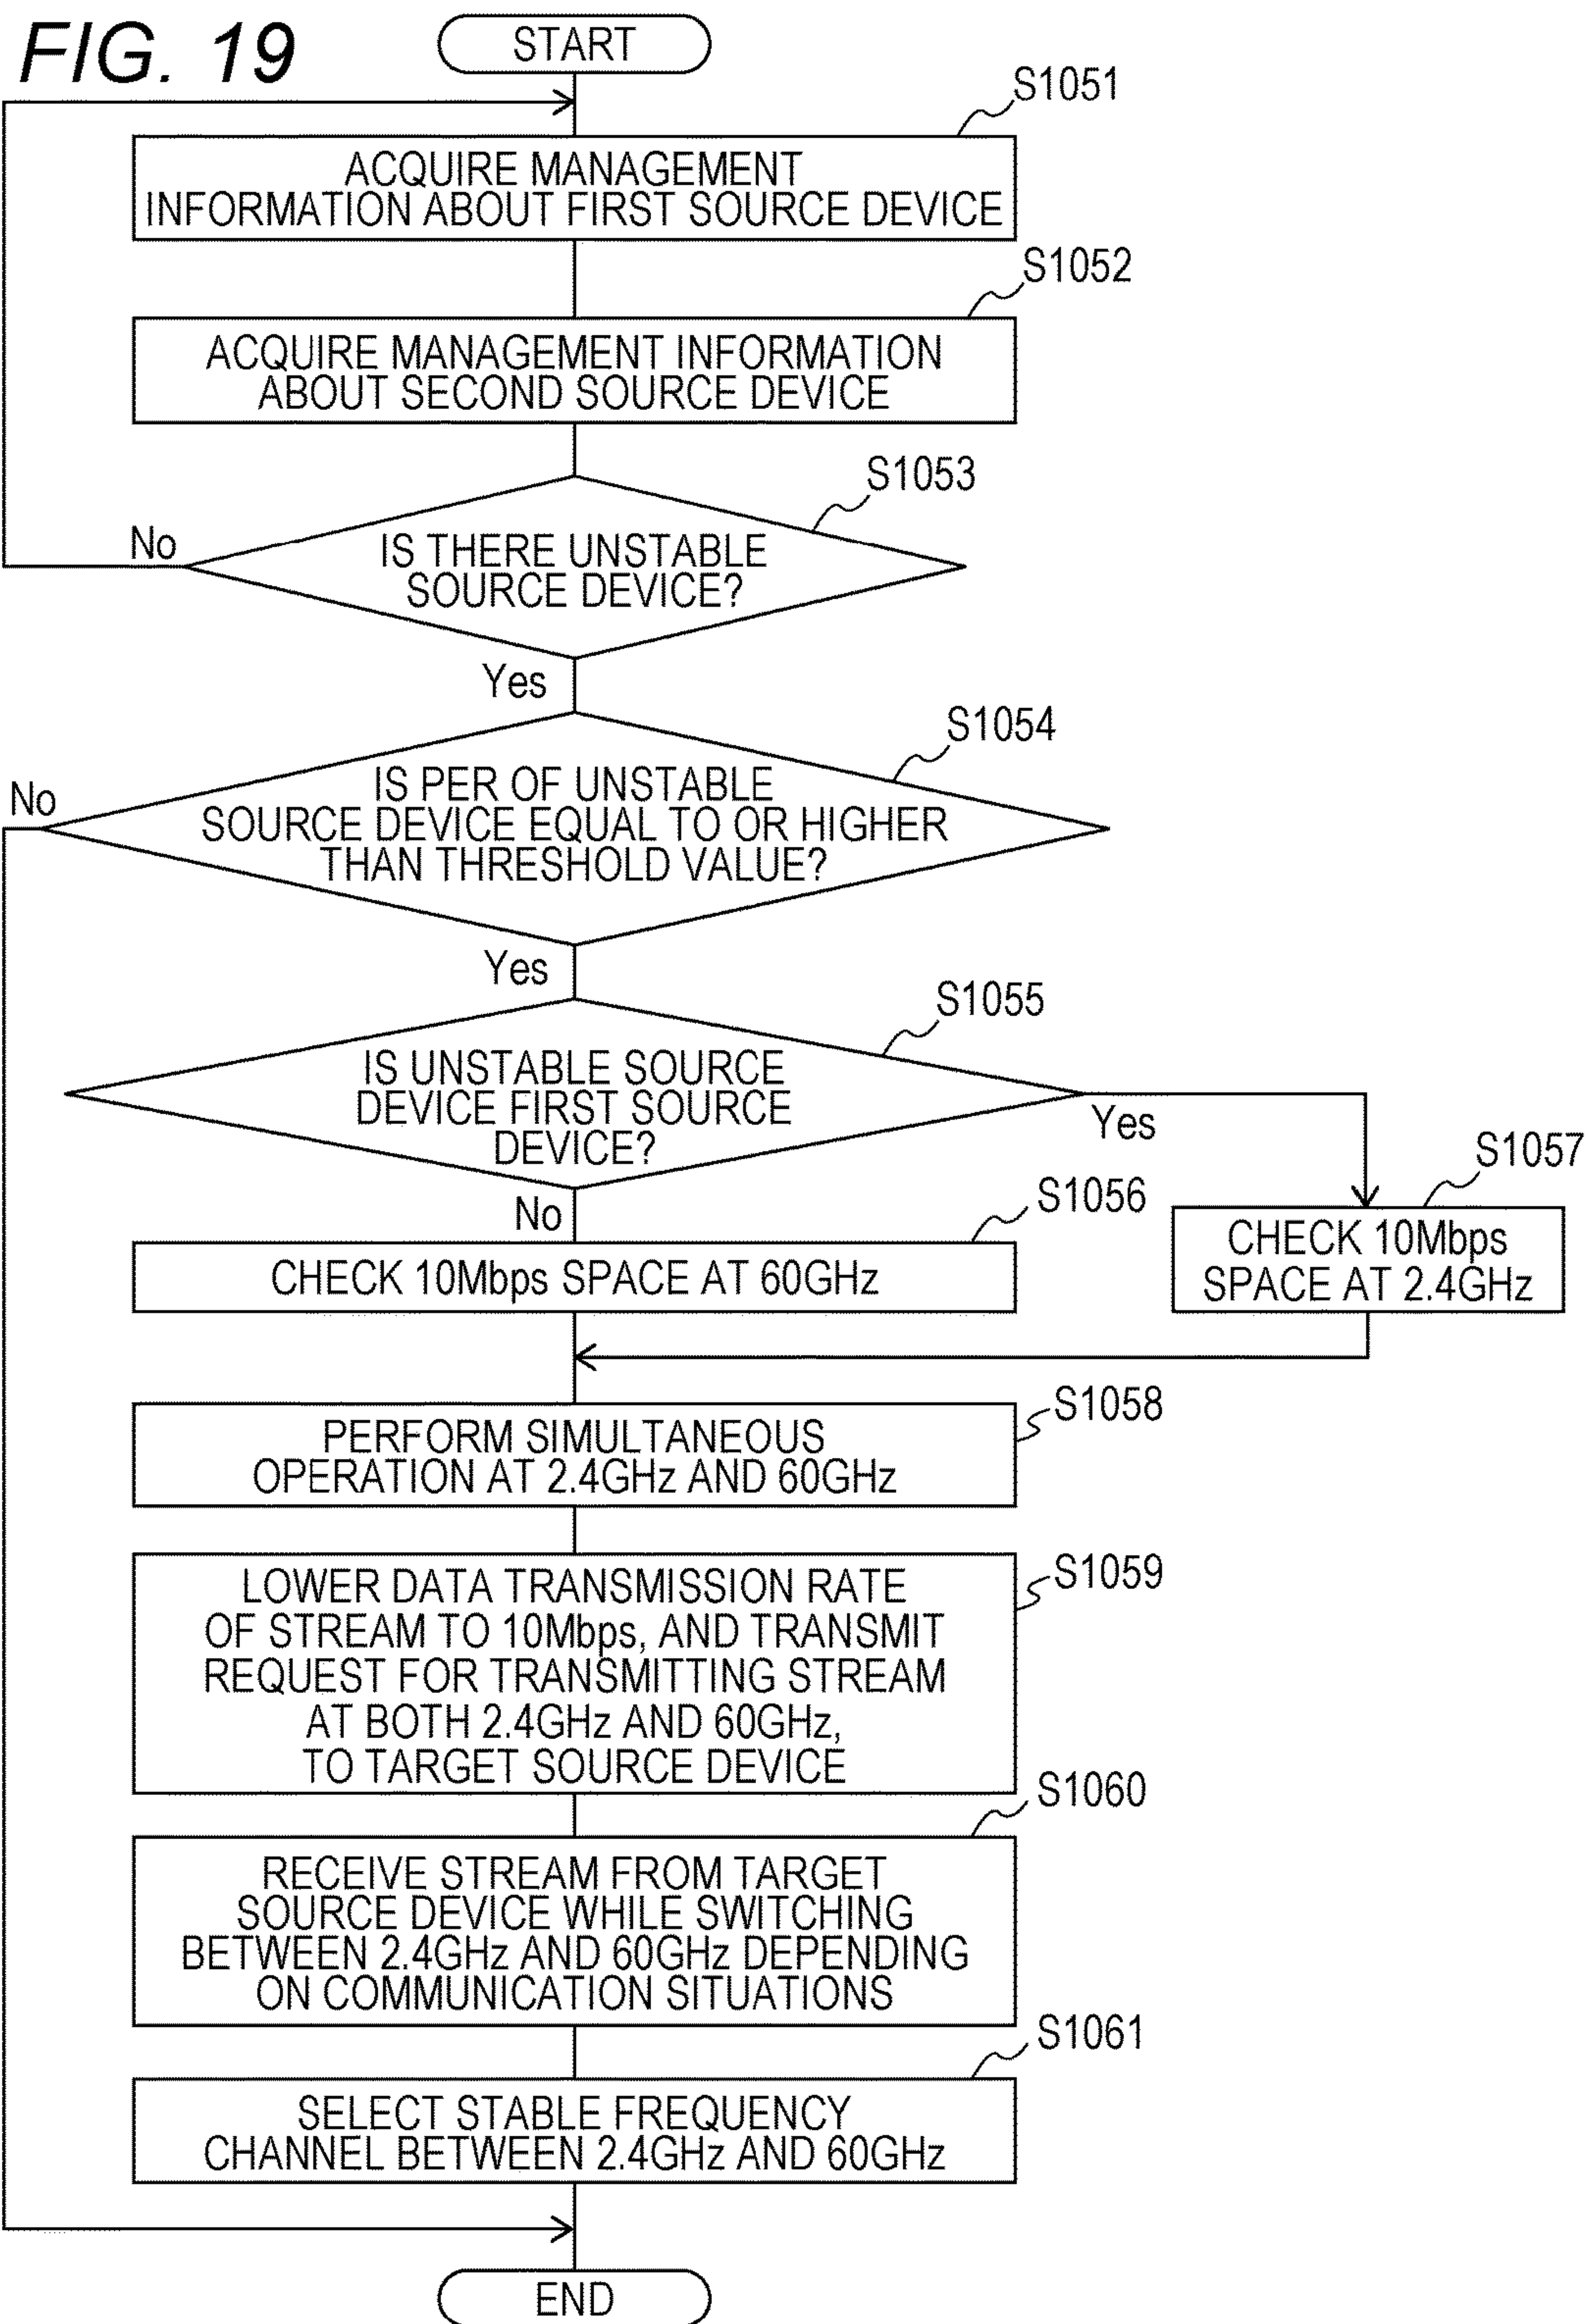 FIG. 19
START
S1051
ACQUIRE MANAGEMENT
INFORMATION ABOUT FIRST SOURCE DEVICE
S1052
ACQUIRE MANAGEMENT INFORMATION
ABOUT SECOND SOURCE DEVICE
S1053
No
IS THERE UNSTABLE
SOURCE DEVICE?
Yes
S1054
No
IS PER OF UNSTABLE
SOURCE DEVICE EQUAL TO OR HIGHER
THAN THRESHOLD VALUE?
Yes
S1055
IS UNSTABLE SOURCE
DEVICE FIRST SOURCE
DEVICE?
Yes
No
S1056
CHECK 10Mbps SPACE AT 60GHz
S1057
CHECK 10Mbps
SPACE AT 2.4GHz
S1058
PERFORM SIMULTANEOUS
OPERATION AT 2.4GHz AND 60GHz
S1059
LOWER DATA TRANSMISSION RATE
OF STREAM TO 10Mbps, AND TRANSMIT
REQUEST FOR TRANSMITTING STREAM
AT BOTH 2.4GHz AND 60GHz,
TO TARGET SOURCE DEVICE
S1060
RECEIVE STREAM FROM TARGET
SOURCE DEVICE WHILE SWITCHING
BETWEEN 2.4GHz AND 60GHz DEPENDING
ON COMMUNICATION SITUATIONS
S1061
SELECT STABLE FREQUENCY
CHANNEL BETWEEN 2.4GHz AND 60GHz
END